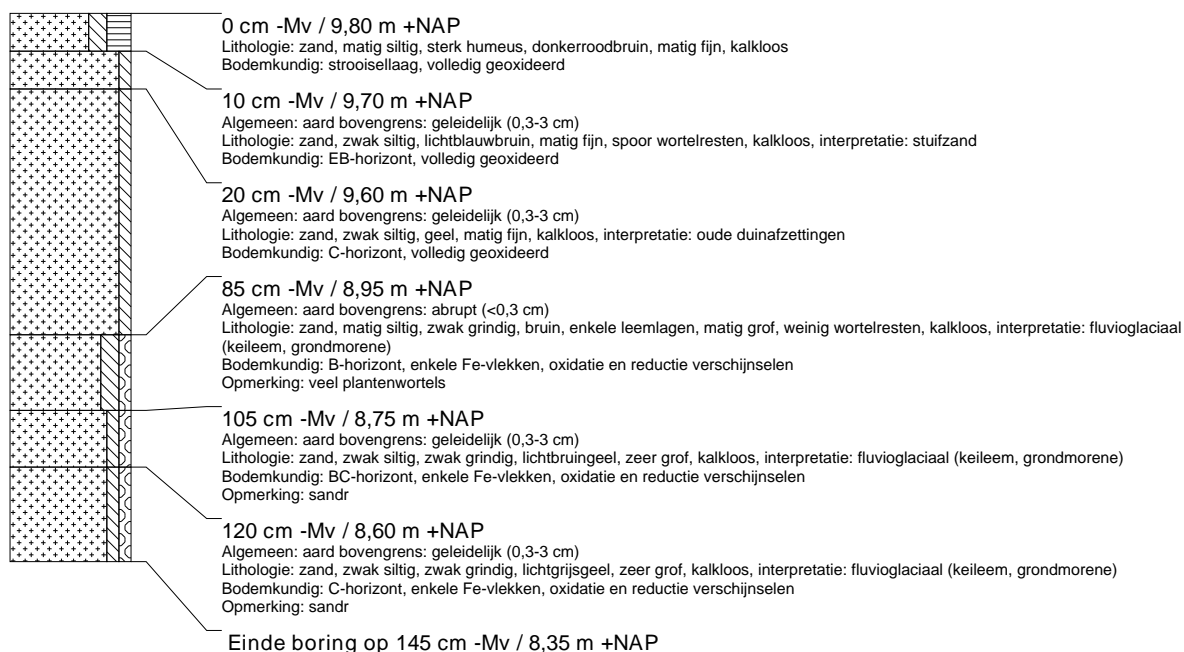 0 cm -Mv / 9,80 m +NAP
Lithologie: zand, matig siltig, sterk humeus, donkerroodbruin, matig fijn, kalkloos
Bodemkundig: strooisellaag, volledig geoxideerd
10 cm -Mv / 9,70 m +NAP
Algemeen: aard bovengrens: geleidelijk (0,3-3 cm)
Lithologie: zand, zwak siltig, lichtblauwbruin, matig fijn, spoor wortelresten, kalkloos, interpretatie: stuifzand
Bodemkundig: EB-horizont, volledig geoxideerd
20 cm -Mv / 9,60 m +NAP
Algemeen: aard bovengrens: geleidelijk (0,3-3 cm)
Lithologie: zand, zwak siltig, geel, matig fijn, kalkloos, interpretatie: oude duinafzettingen
Bodemkundig: C-horizont, volledig geoxideerd
85 cm -Mv / 8,95 m +NAP
Algemeen: aard bovengrens: abrupt (<0,3 cm)
Lithologie: zand, matig siltig, zwak grindig, bruin, enkele leemlagen, matig grof, weinig wortelresten, kalkloos, interpretatie: fluvioglaciaal
(keileem, grondmorene)
Bodemkundig: B-horizont, enkele Fe-vlekken, oxidatie en reductie verschijnselen
Opmerking: veel plantenwortels
105 cm -Mv / 8,75 m +NAP
Algemeen: aard bovengrens: geleidelijk (0,3-3 cm)
Lithologie: zand, zwak siltig, zwak grindig, lichtbruingeel, zeer grof, kalkloos, interpretatie: fluvioglaciaal (keileem, grondmorene)
Bodemkundig: BC-horizont, enkele Fe-vlekken, oxidatie en reductie verschijnselen
Opmerking: sandr
120 cm -Mv / 8,60 m +NAP
Algemeen: aard bovengrens: geleidelijk (0,3-3 cm)
Lithologie: zand, zwak siltig, zwak grindig, lichtgrijsgeel, zeer grof, kalkloos, interpretatie: fluvioglaciaal (keileem, grondmorene)
Bodemkundig: C-horizont, enkele Fe-vlekken, oxidatie en reductie verschijnselen
Opmerking: sandr
Einde boring op 145 cm -Mv / 8,35 m +NAP